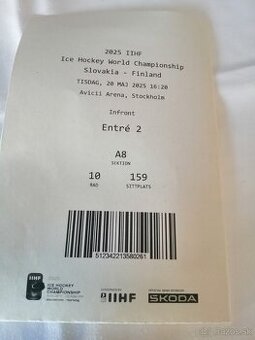 2025 IIHF
Ice Hockey World Championship
Slovakia - Finland
TISDAG, 20 MAJ 2025 16:20
Avicii Arena, Stockholm
Infront
Entré 2
A8
SEKTION
10 159
RAD SITTPLATS
512342213580261
IIHF
ICE HOCKEY
WORLD
CHAMPIONSHIP
IIHF
ŠKODA